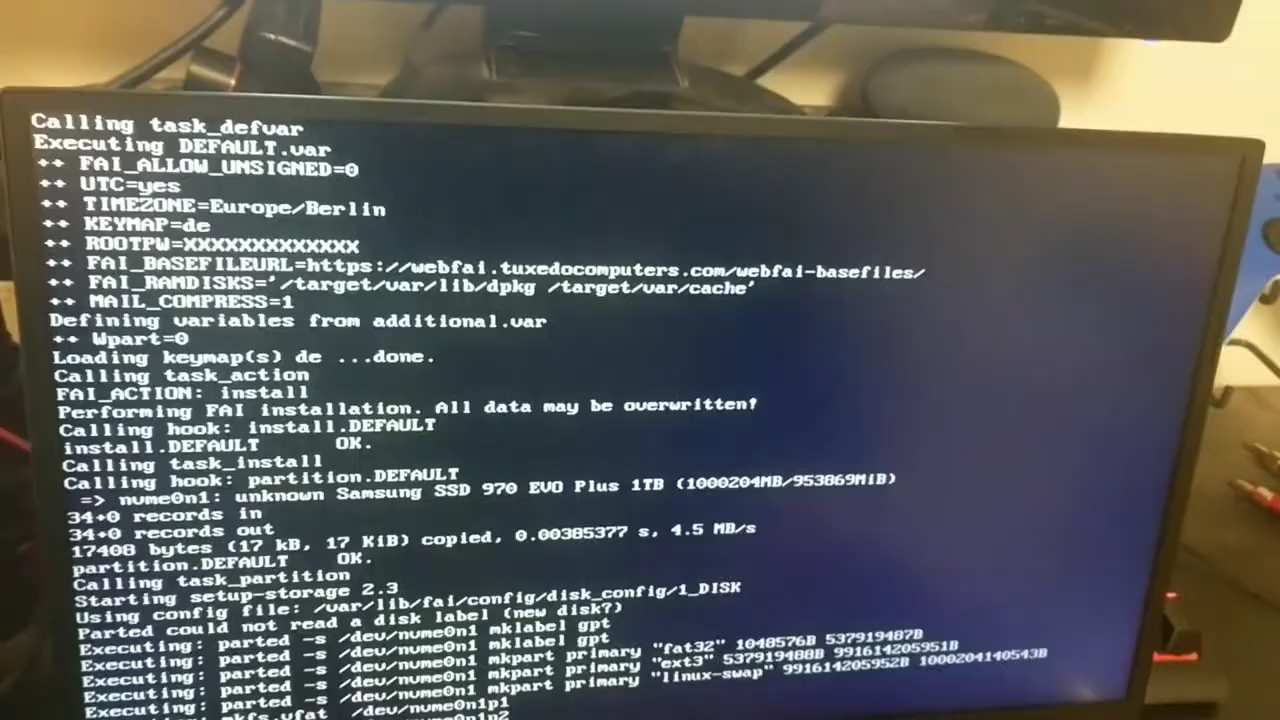 Calling task_defvar
Executing DEFAULT.var
++ FAI_ALLOW_UNSIGNED=0
++ UTC=yes
++ TIMEZONE=Europe/Berlin
++ KEYMAP=de
++ ROOTPW=XXXXXXXXXXXXX
++ FAI_BASEFILEURL=https://webfai.tuxedocomputers.com/webfai-basefiles/
++ FAI_RAMDISKS='/target/var/lib/dpkg /target/var/cache'
++ MAIL_COMPRESS=1
Defining variables from additional.var
++ Wpart=0
Loading keymap(s) de ...done.
Calling task_action
FAI_ACTION: install
Performing FAI installation. All data may be overwritten!
Calling hook: install.DEFAULT
install.DEFAULT      OK.
Calling task_install
Calling hook: partition.DEFAULT
=> nvme0n1: unknown Samsung SSD 970 EVO Plus 1TB (1000204MB/953869MiB)
34+0 records in
34+0 records out
17408 bytes (17 kB, 17 KiB) copied, 0.00385377 s, 4.5 MB/s
partition.DEFAULT    OK.
Calling task_partition
Starting setup-storage 2.3
Using config file: /var/lib/fai/config/disk_config/1_DISK
Parted could not read a disk label (new disk?)
Executing: parted -s /dev/nvme0n1 mklabel gpt
Executing: parted -s /dev/nvme0n1 mklabel gpt
Executing: parted -s /dev/nvme0n1 mkpart primary "fat32" 1048576B 537919487B
Executing: parted -s /dev/nvme0n1 mkpart primary "ext3" 537919488B 991614205951B
Executing: parted -s /dev/nvme0n1 mkpart primary "linux-swap" 991614205952B 1000204140543B
mkfs.vfat /dev/nvme0n1p1
/dev/nvme0n1p2